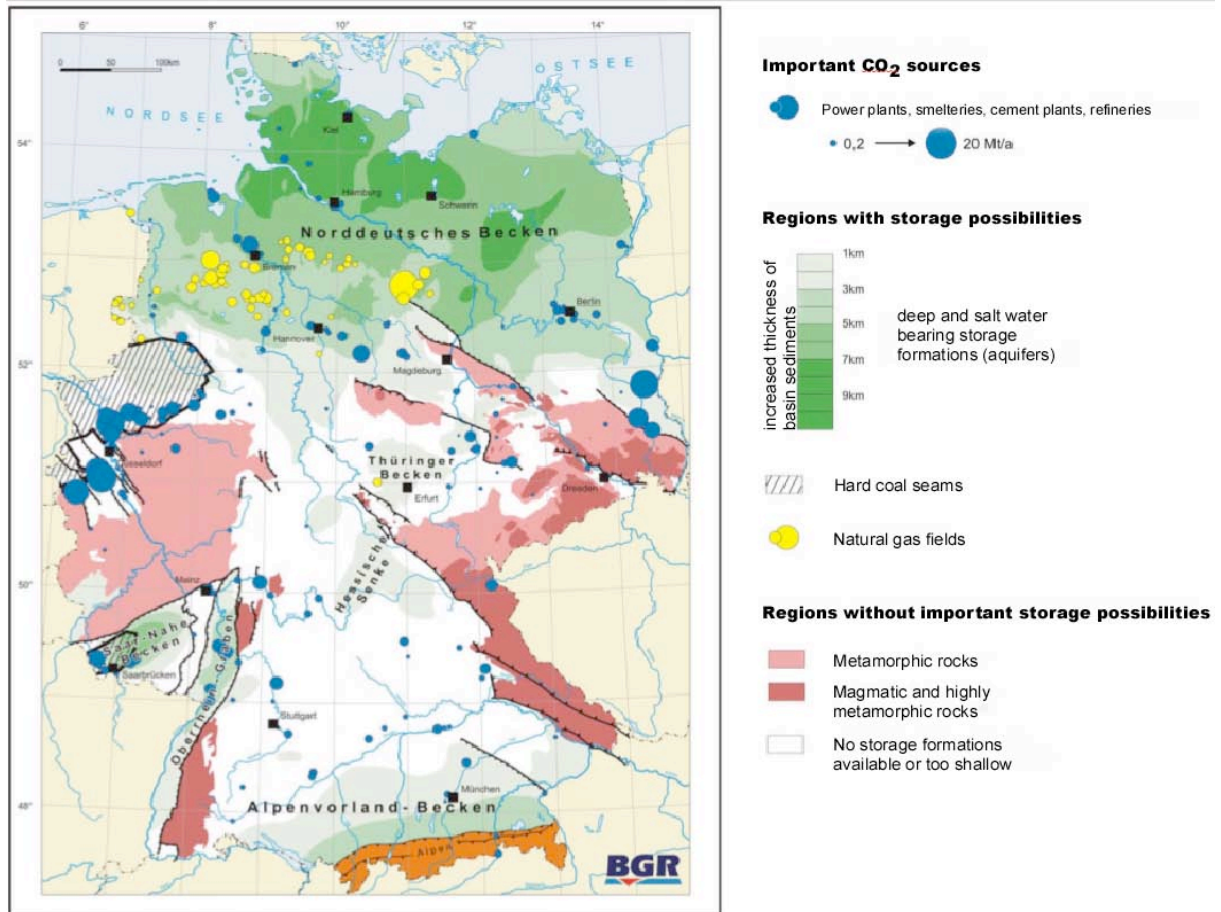 6°
8°
10°
12°
14°
0
50
100km
NORDSEE
OSTSEE
54°
52°
50°
48°
Kiel
Hamburg
Schwerin
Norddeutsches Becken
Bremen
Berlin
Hannover
Magdeburg
Düsseldorf
Thüringer
Becken
Erfurt
Dresden
Hessische
Senke
Mainz
Saar-Nahe
Becken
Saarbrücken
Oberrhein-Graben
Stuttgart
München
Alpenvorland-Becken
Alpen
BGR
Important CO2 sources
Power plants, smelteries, cement plants, refineries
0,2
20 Mt/a
Regions with storage possibilities
increased thickness of
basin sediments
1km
3km
5km
7km
9km
deep and salt water
bearing storage
formations (aquifers)
Hard coal seams
Natural gas fields
Regions without important storage possibilities
Metamorphic rocks
Magmatic and highly
metamorphic rocks
No storage formations
available or too shallow